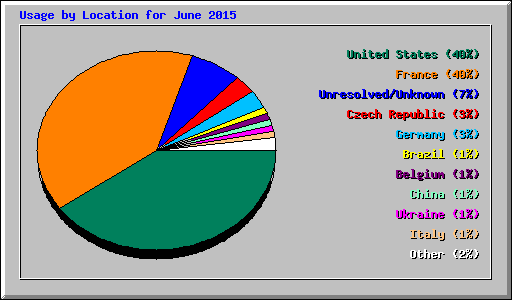 Usage by Location for June 2015
United States (40%)
France (40%)
Unresolved/Unknown (7%)
Czech Republic (3%)
Germany (3%)
Brazil (1%)
Belgium (1%)
China (1%)
Ukraine (1%)
Italy (1%)
Other (2%)